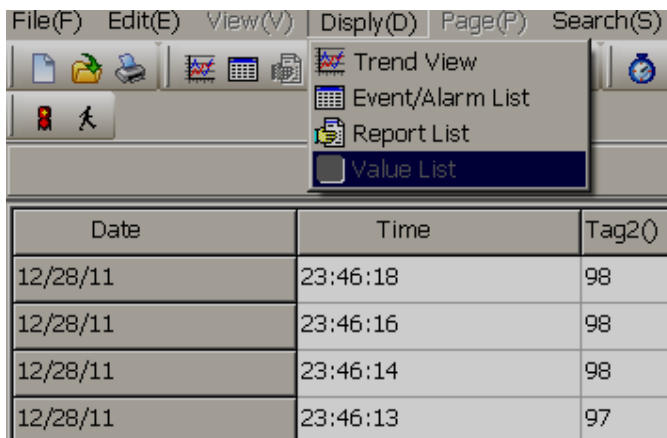 File(F) Edit(E) View(V) Disply(D) Page(P) Search(S)
Trend View
Event/Alarm List
Report List
Value List
Date Time Tag2()
12/28/11 23:46:18 98
12/28/11 23:46:16 98
12/28/11 23:46:14 98
12/28/11 23:46:13 97